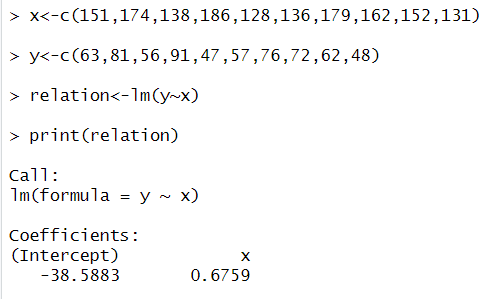 > x<-c(151,174,138,186,128,136,179,162,152,131)
> y<-c(63,81,56,91,47,57,76,72,62,48)
> relation<-lm(y~x)
> print(relation)
Call:
lm(formula = y ~ x)
Coefficients:
(Intercept)            x
   -38.5883       0.6759